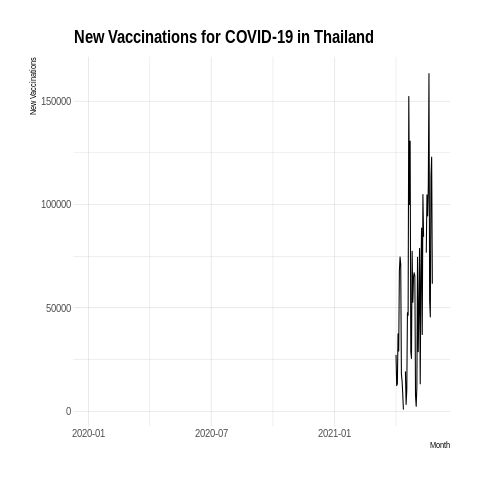 New Vaccinations for COVID-19 in Thailand
New Vaccinations
150000
100000
50000
0
2020-01 2020-07 2021-01
Month